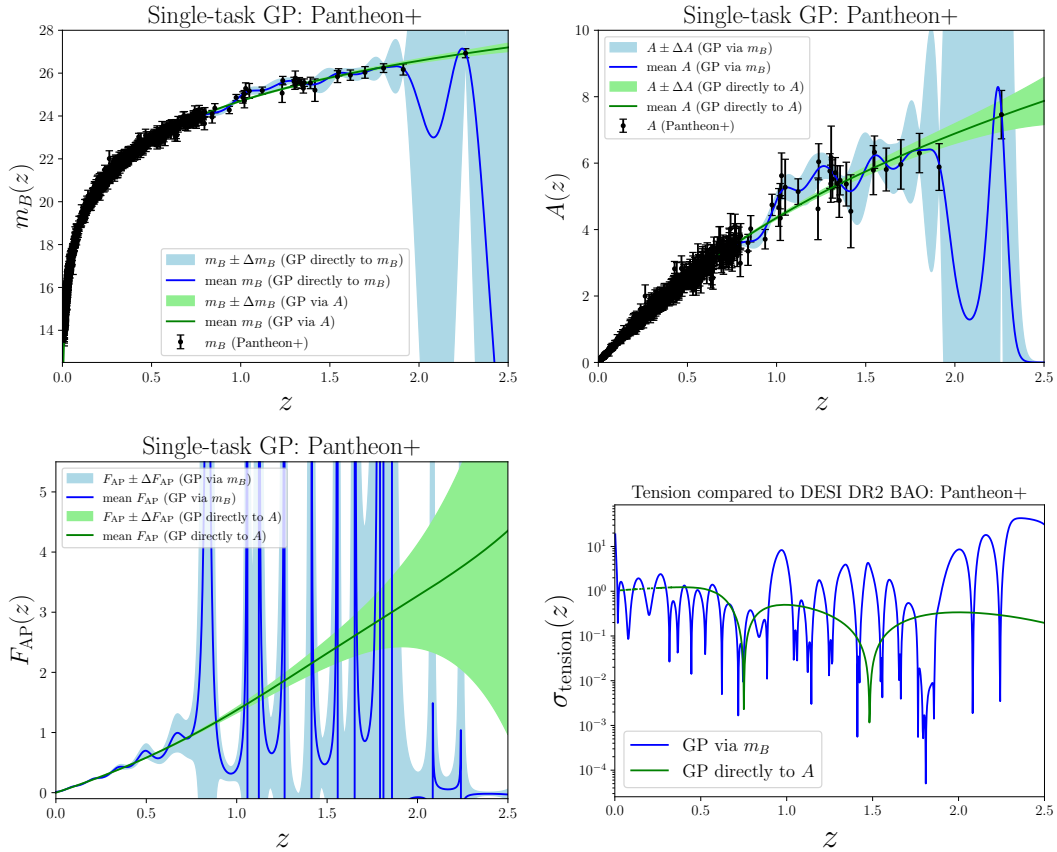 Single-task GP: Pantheon+
28
26
24
22
20
18
16
14
m_B(z)
m_B ± Δm_B (GP directly to m_B)
mean m_B (GP directly to m_B)
m_B ± Δm_B (GP via A)
mean m_B (GP via A)
m_B (Pantheon+)
0.0 0.5 1.0 1.5 2.0 2.5
z
Single-task GP: Pantheon+
10
8
6
4
2
0
A(z)
A ± ΔA (GP via m_B)
mean A (GP via m_B)
A ± ΔA (GP directly to A)
mean A (GP directly to A)
A (Pantheon+)
0.0 0.5 1.0 1.5 2.0 2.5
z
Single-task GP: Pantheon+
5
4
3
2
1
0
F_AP(z)
F_AP ± ΔF_AP (GP via m_B)
mean F_AP (GP via m_B)
F_AP ± ΔF_AP (GP directly to A)
mean F_AP (GP directly to A)
0.0 0.5 1.0 1.5 2.0 2.5
z
Tension compared to DESI DR2 BAO: Pantheon+
10^1
10^0
10^−1
10^−2
10^−3
10^−4
σ_tension(z)
GP via m_B
GP directly to A
0.0 0.5 1.0 1.5 2.0 2.5
z